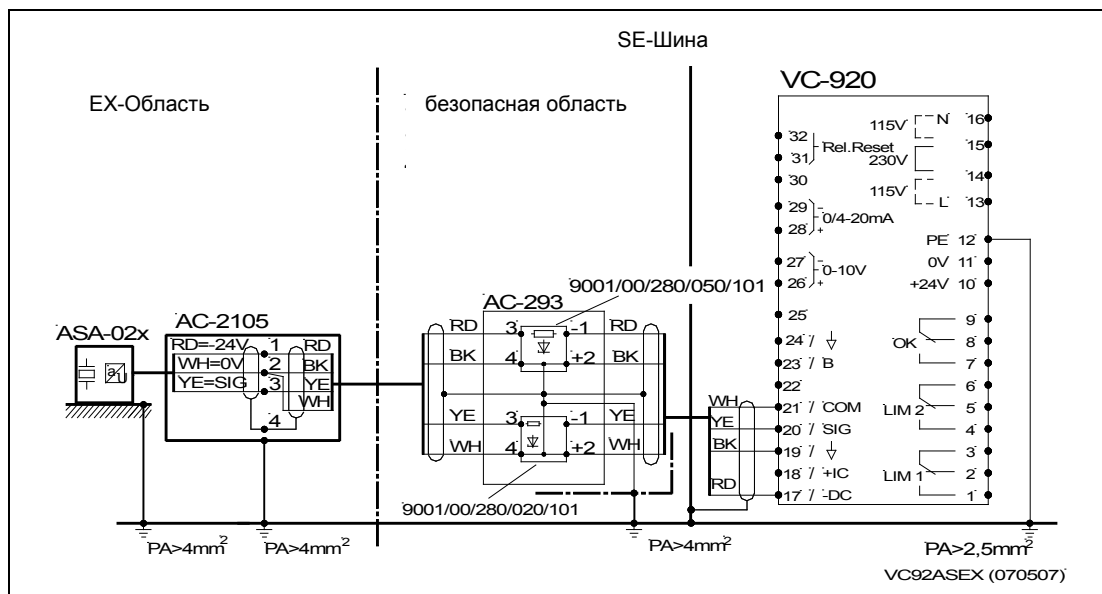 SE-Шина
EX-Область
безопасная область
VC-920
115V
N
16
32
31
Rel.Reset
15
230V
30
14
29 -
28 +
0/4-20mA
115V
L
13
PE 12
27 -
26 +
0-10V
0V 11
+24V 10
9001/00/280/050/101
AC-293
ASA-02x
AC-2105
25
9
24 /
OK
8
23 / B
7
22
6
21 / COM
LIM 2
5
20 / SIG
4
19 /
3
18 / +IC
LIM 1
2
17 / -DC
1
RD=-24V 1 RD
WH=0V 2 BK
YE=SIG 3 YE
WH
4
RD 3 -1 RD
BK 4 +2 BK
YE 3 -1 YE
WH 4 +2 WH
WH
YE
BK
RD
9001/00/280/020/101
PA>4mm²
PA>4mm²
PA>4mm²
PA>2,5mm²
VC92ASEX (070507)